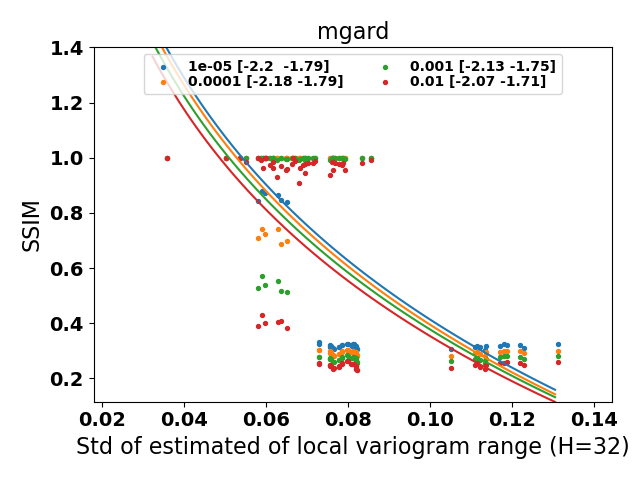 mgard
1e-05 [-2.2  -1.79]
0.0001 [-2.18 -1.79]
0.001 [-2.13 -1.75]
0.01 [-2.07 -1.71]
1.4
1.2
1.0
0.8
0.6
0.4
0.2
SSIM
0.02 0.04 0.06 0.08 0.10 0.12 0.14
Std of estimated of local variogram range (H=32)